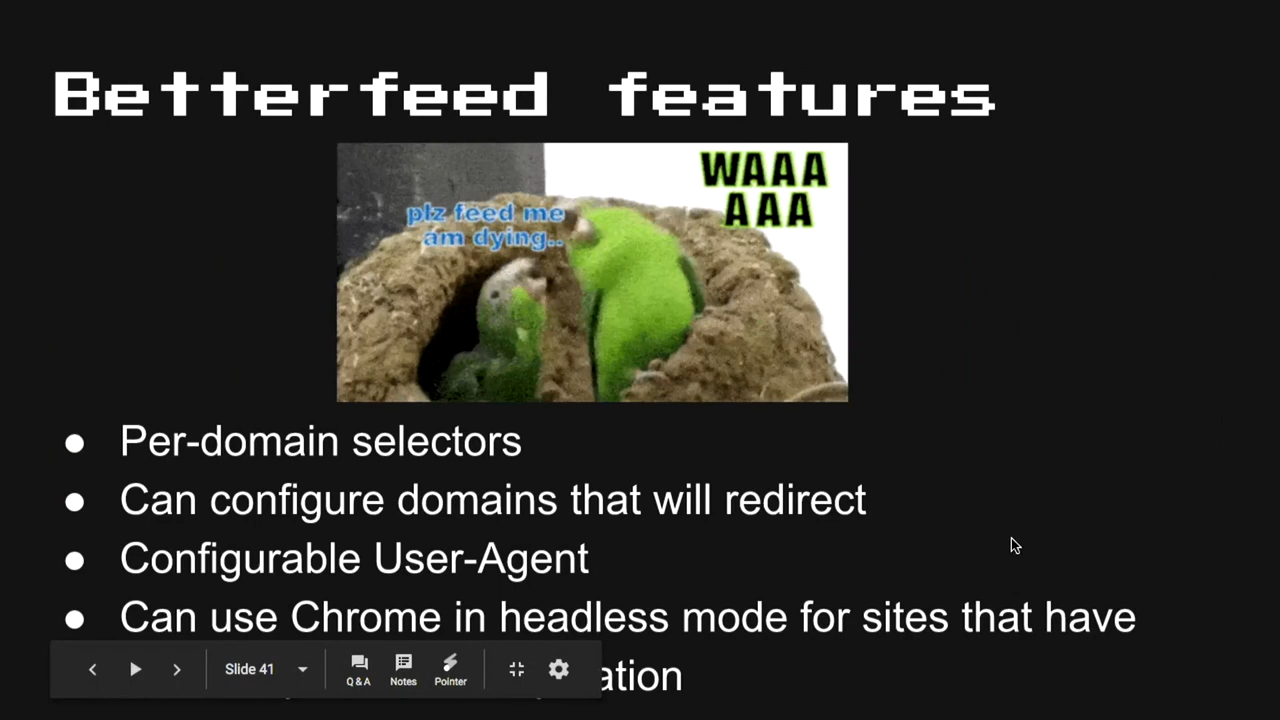 Betterfeed features
WAAA
AAA
plz feed me
am dying..
● Per-domain selectors
● Can configure domains that will redirect
● Configurable User-Agent
● Can use Chrome in headless mode for sites that have
Slide 41
Q & A
Notes
Pointer